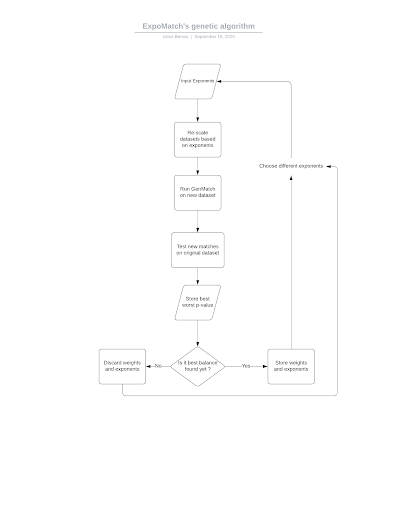 ExpoMatch's genetic algorithm
September 18, 2020
Input Exponents
Re-scale
datasets based
on exponents
Choose different exponents
Run GenMatch
on new dataset
Test new matches
on original dataset
Store best
worst p-value
Discard weights
and exponents
No
Is it best balance
found yet ?
Yes
Store weights
and exponents